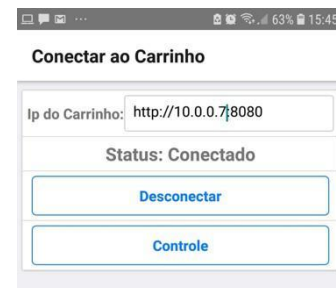 63% 15:45
Conectar ao Carrinho
Ip do Carrinho: http://10.0.0.7:8080
Status: Conectado
Desconectar
Controle